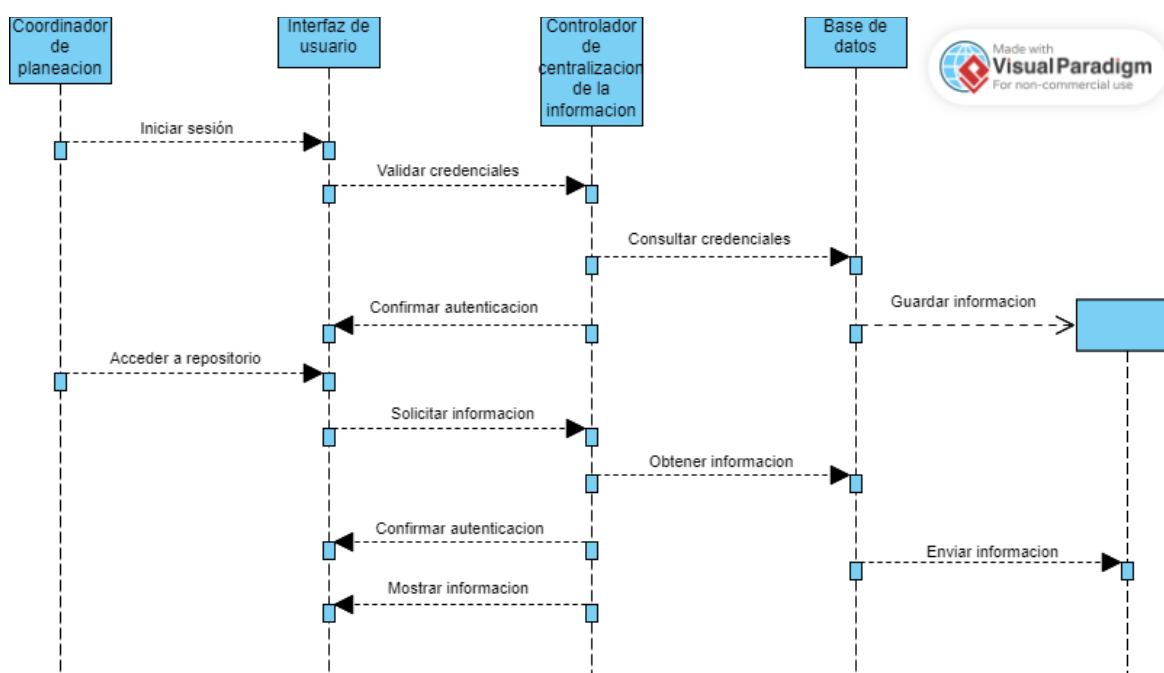 Coordinador
de
planeacion
Interfaz de
usuario
Controlador
de
centralizacion
de la
informacion
Base de
datos
Made with
Visual Paradigm
For non-commercial use
Iniciar sesión
Validar credenciales
Consultar credenciales
Confirmar autenticacion
Guardar informacion
Acceder a repositorio
Solicitar informacion
Obtener informacion
Confirmar autenticacion
Enviar informacion
Mostrar informacion